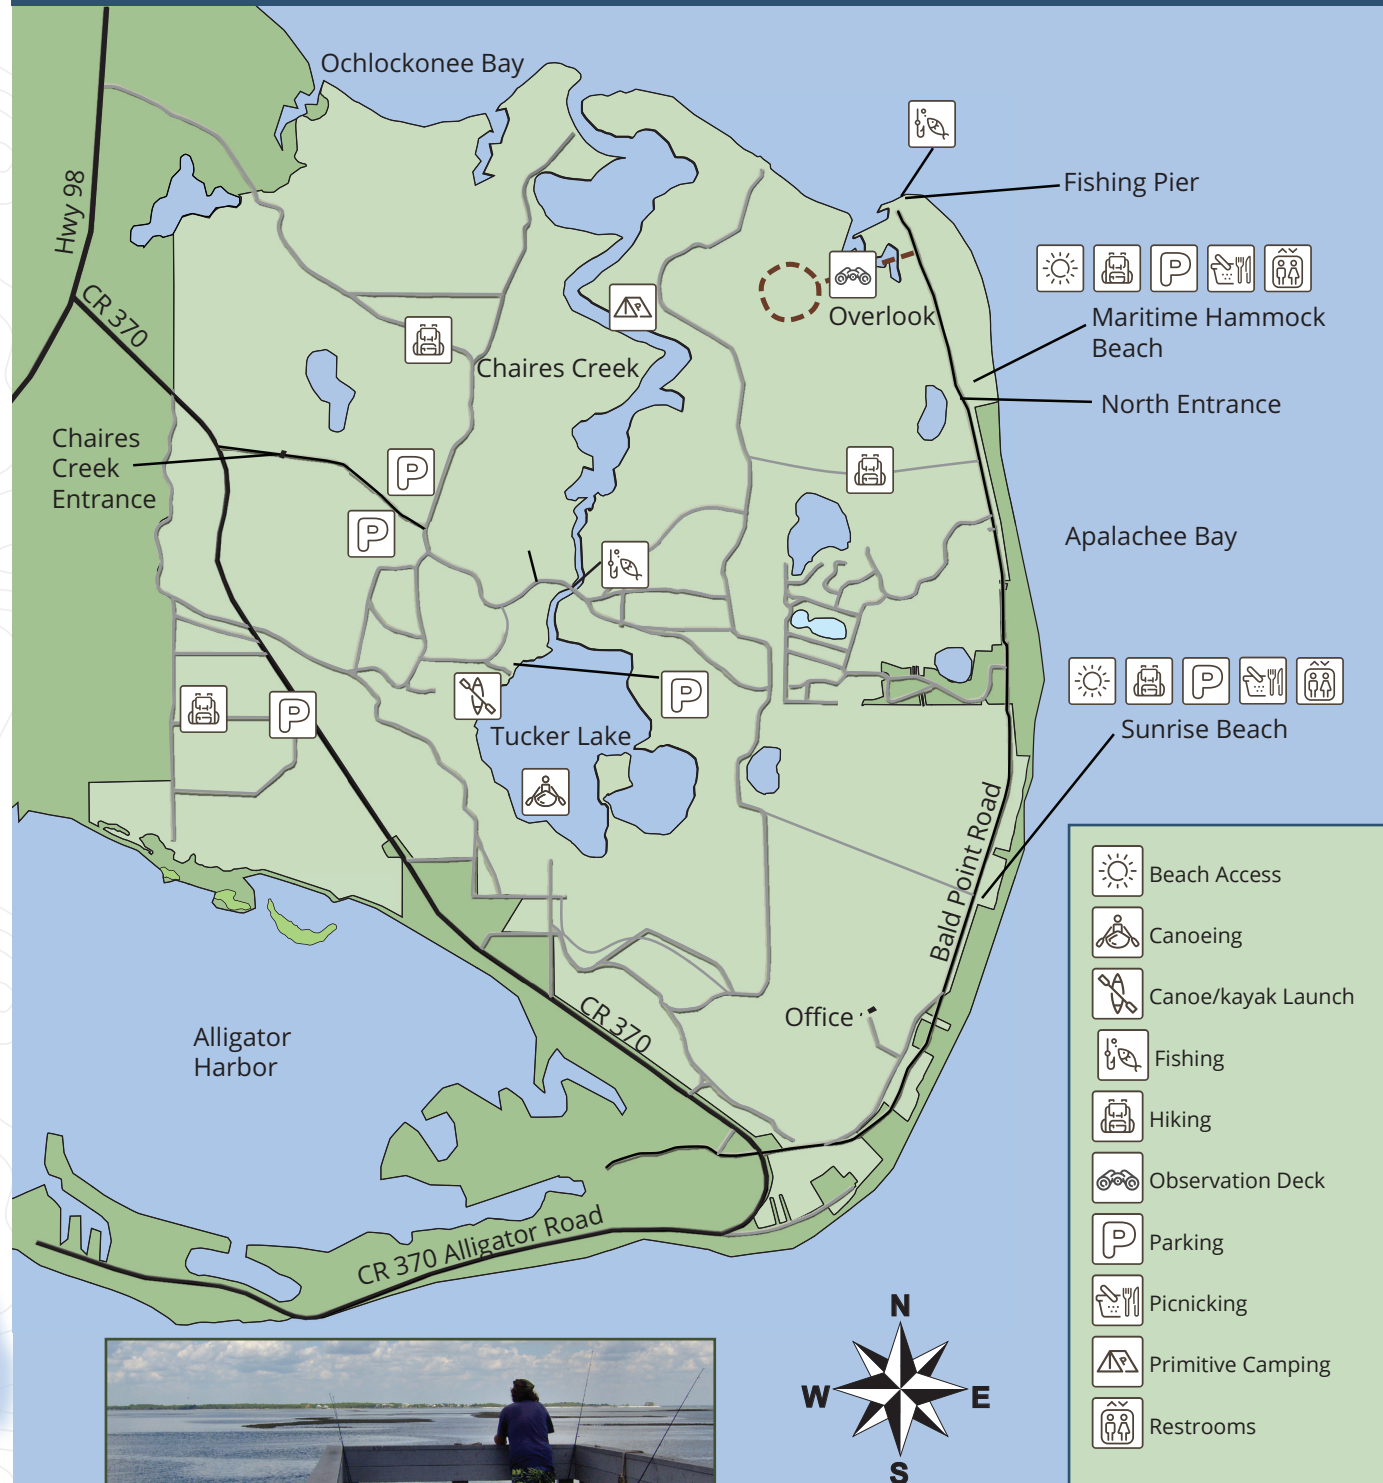 Ochlockonee Bay
Hwy 98
Fishing Pier
CR 370
P
Overlook
Maritime Hammock
Beach
Chaires Creek
North Entrance
Chaires
Creek
Entrance
P
P
Apalachee Bay
P
P
P
Tucker Lake
Sunrise Beach
Bald Point Road
CR 370
Office
Alligator
Harbor
CR 370 Alligator Road
Beach Access
Canoeing
Canoe/kayak Launch
Fishing
Hiking
Observation Deck
P Parking
Picnicking
Primitive Camping
Restrooms
N
W
E
S